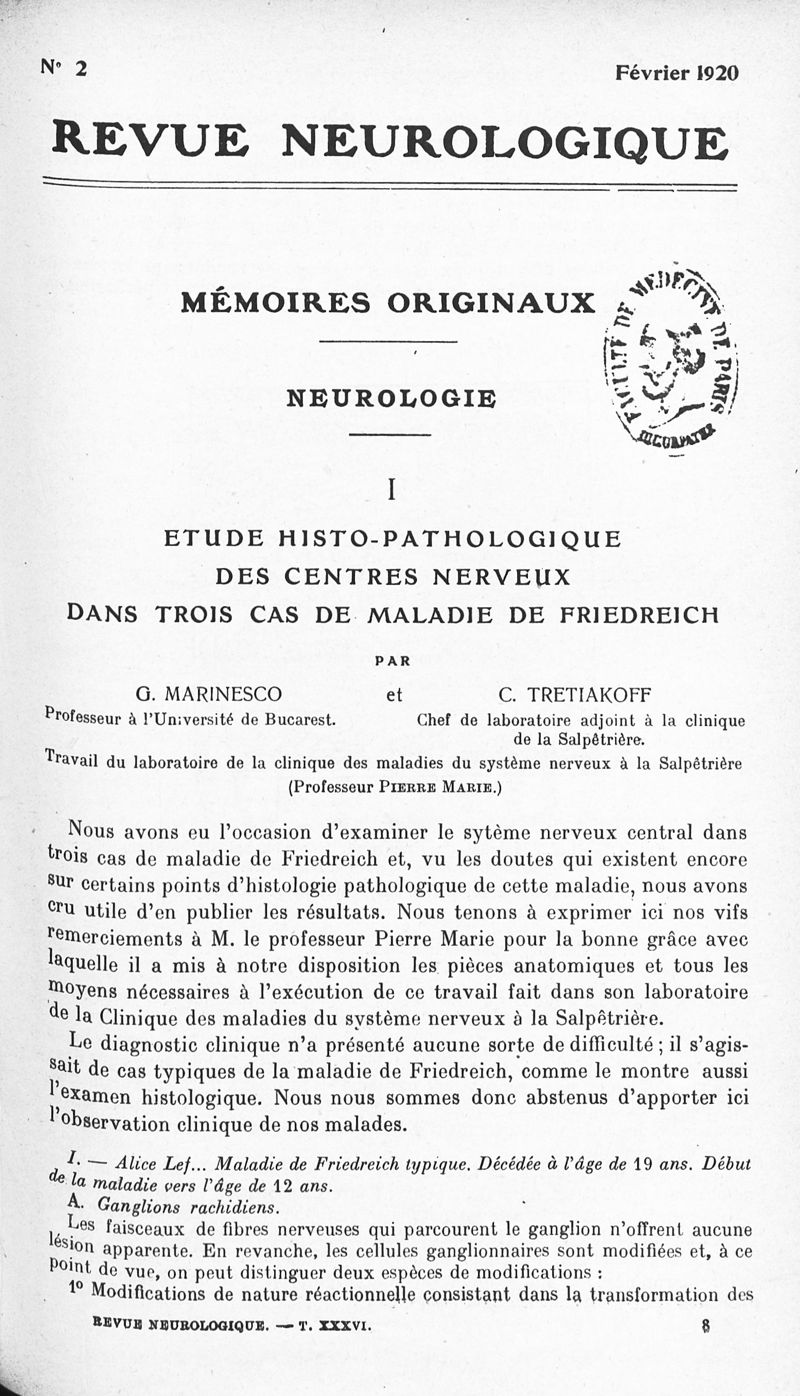 N° 2
Février 1920
REVUE NEUROLOGIQUE
MÉMOIRES ORIGINAUX
FACULTÉ DE MÉDECINE DE PARIS
NEUROLOGIE
I
ETUDE HISTO-PATHOLOGIQUE
DES CENTRES NERVEUX
DANS TROIS CAS DE MALADIE DE FRIEDREICH
PAR
G. MARINESCO et C. TRETIAKOFF
Professeur à l'Université de Bucarest. Chef de laboratoire adjoint à la clinique
de la Salpêtrière.
Travail du laboratoire de la clinique des maladies du système nerveux à la Salpêtrière
(Professeur PIERRE MARIE.)
Nous avons eu l'occasion d'examiner le sytème nerveux central dans
trois cas de maladie de Friedreich et, vu les doutes qui existent encore
sur certains points d'histologie pathologique de cette maladie, nous avons
cru utile d'en publier les résultats. Nous tenons à exprimer ici nos vifs
remerciements à M. le professeur Pierre Marie pour la bonne grâce avec
laquelle il a mis à notre disposition les pièces anatomiques et tous les
moyens nécessaires à l'exécution de ce travail fait dans son laboratoire
de la Clinique des maladies du système nerveux à la Salpêtrière.
Le diagnostic clinique n'a présenté aucune sorte de difficulté ; il s'agis-
sait de cas typiques de la maladie de Friedreich, comme le montre aussi
l'examen histologique. Nous nous sommes donc abstenus d'apporter ici
l'observation clinique de nos malades.
I. — Alice Lef... Maladie de Friedreich typique. Décédée à l'âge de 19 ans. Début
de la maladie vers l'âge de 12 ans.
A. Ganglions rachidiens.
Les faisceaux de fibres nerveuses qui parcourent le ganglion n'offrent aucune
lésion apparente. En revanche, les cellules ganglionnaires sont modifiées et, à ce
point de vue, on peut distinguer deux espèces de modifications :
1° Modifications de nature réactionnelle consistant dans la transformation des
REVUE NEUROLOGIQUE. — T. XXXVI. 8